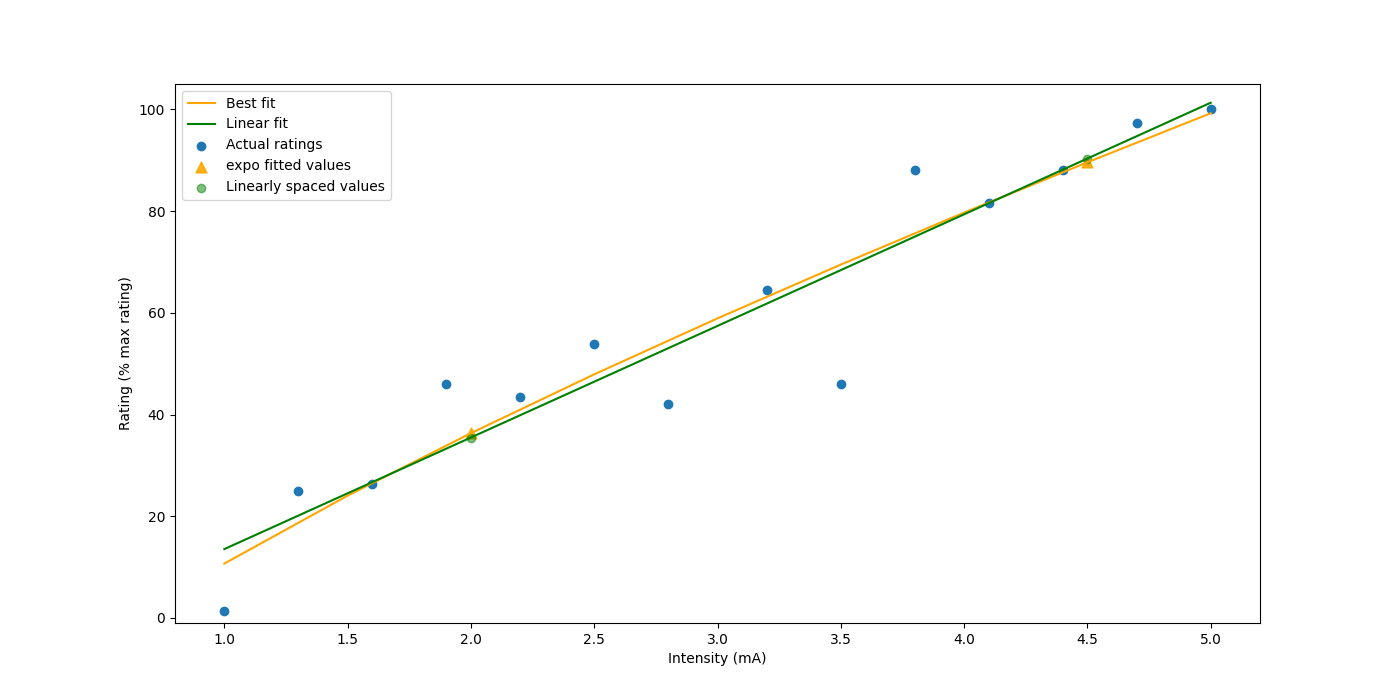 Best fit
Linear fit
Actual ratings
expo fitted values
Linearly spaced values
Rating (% max rating)
100
80
60
40
20
0
1.0 1.5 2.0 2.5 3.0 3.5 4.0 4.5 5.0
Intensity (mA)